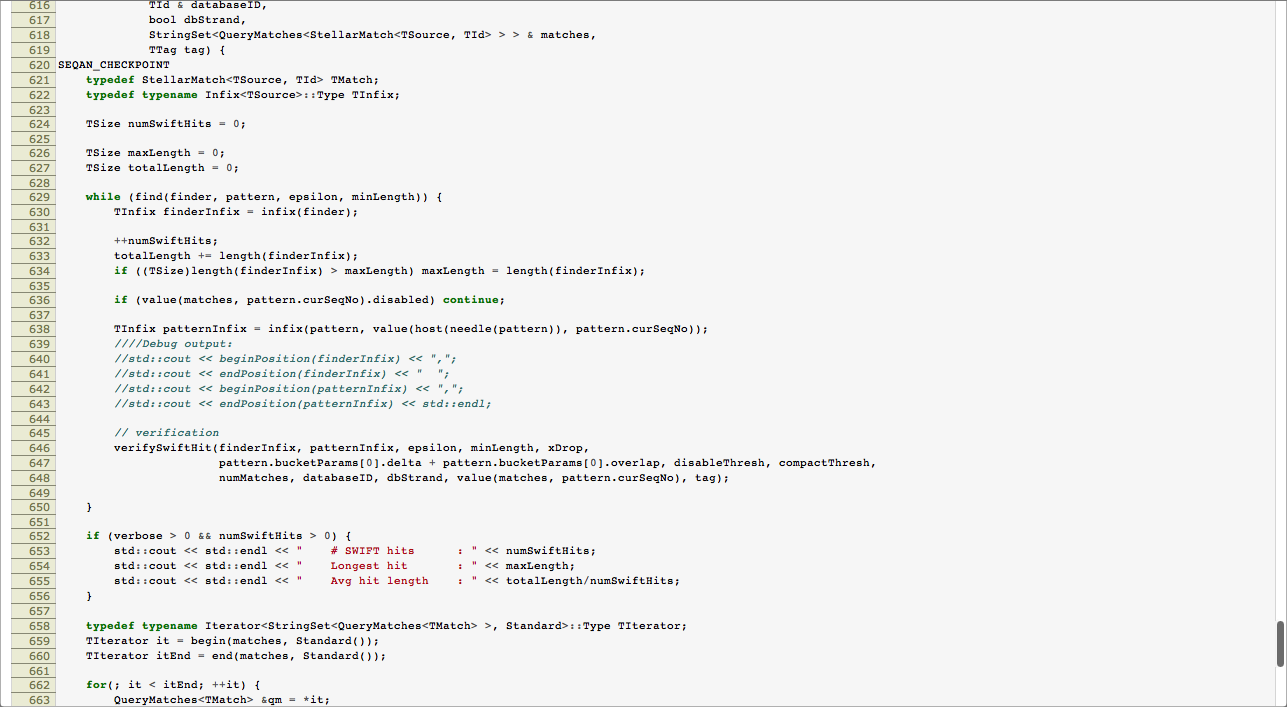 616 TId & databaseID,
617 bool dbStrand,
618 StringSet<QueryMatches<StellarMatch<TSource, TId> > > & matches,
619 TTag tag) {
620 SEQAN_CHECKPOINT
621 typedef StellarMatch<TSource, TId> TMatch;
622 typedef typename Infix<TSource>::Type TInfix;
623
624 TSize numSwiftHits = 0;
625
626 TSize maxLength = 0;
627 TSize totalLength = 0;
628
629 while (find(finder, pattern, epsilon, minLength)) {
630 TInfix finderInfix = infix(finder);
631
632 ++numSwiftHits;
633 totalLength += length(finderInfix);
634 if ((TSize)length(finderInfix) > maxLength) maxLength = length(finderInfix);
635
636 if (value(matches, pattern.curSeqNo).disabled) continue;
637
638 TInfix patternInfix = infix(pattern, value(host(needle(pattern)), pattern.curSeqNo));
639 ////Debug output:
640 //std::cout << beginPosition(finderInfix) << ",";
641 //std::cout << endPosition(finderInfix) << "  ";
642 //std::cout << beginPosition(patternInfix) << ",";
643 //std::cout << endPosition(patternInfix) << std::endl;
644
645 // verification
646 verifySwiftHit(finderInfix, patternInfix, epsilon, minLength, xDrop,
647 pattern.bucketParams[0].delta + pattern.bucketParams[0].overlap, disableThresh, compactThresh,
648 numMatches, databaseID, dbStrand, value(matches, pattern.curSeqNo), tag);
649
650 }
651
652 if (verbose > 0 && numSwiftHits > 0) {
653 std::cout << std::endl << "    # SWIFT hits      : " << numSwiftHits;
654 std::cout << std::endl << "    Longest hit       : " << maxLength;
655 std::cout << std::endl << "    Avg hit length    : " << totalLength/numSwiftHits;
656 }
657
658 typedef typename Iterator<StringSet<QueryMatches<TMatch> >, Standard>::Type TIterator;
659 TIterator it = begin(matches, Standard());
660 TIterator itEnd = end(matches, Standard());
661
662 for(; it < itEnd; ++it) {
663 QueryMatches<TMatch> &qm = *it;